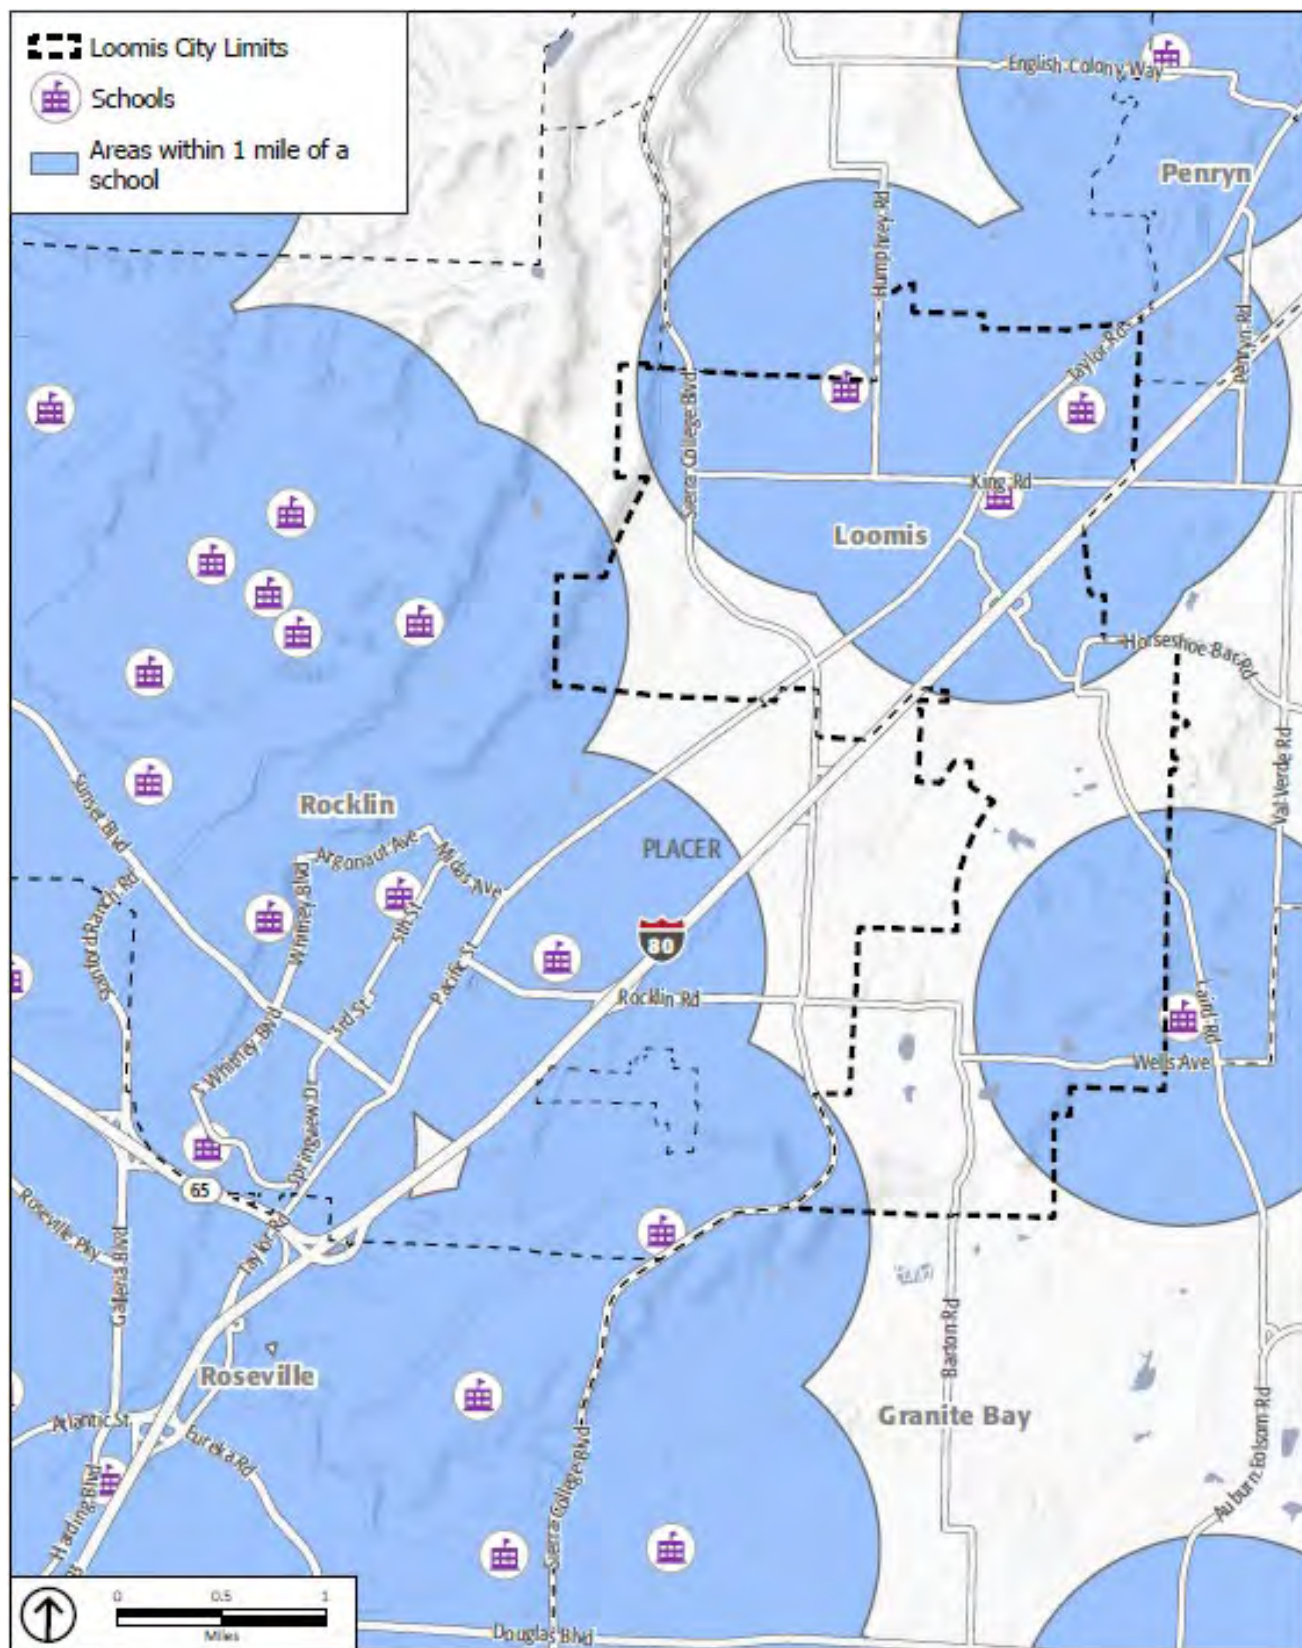 Loomis City Limits
Schools
Areas within 1 mile of a
school
English Colony Way
Penryn
Humphrey Rd
Taylor Rd
Penryn Rd
Sierra College Blvd
King Rd
Loomis
Horseshoe Bar Rd
Val Verde Rd
Sunset Blvd
Rocklin
Argonaut Ave
Midas Ave
PLACER
Stanford Ranch Rd
Whitney Blvd
5th St
80
Pacific St
Rocklin Rd
Laird Rd
3rd St
S Whitney Blvd
Wells Ave
Springview Dr
65
Roseville Pky
Galleria Blvd
Taylor Rd
Barton Rd
Roseville
Granite Bay
Atlantic St
Eureka Rd
Auburn Folsom Rd
Harding Blvd
Sierra College Blvd
0 0.5 1
Miles
Douglas Blvd